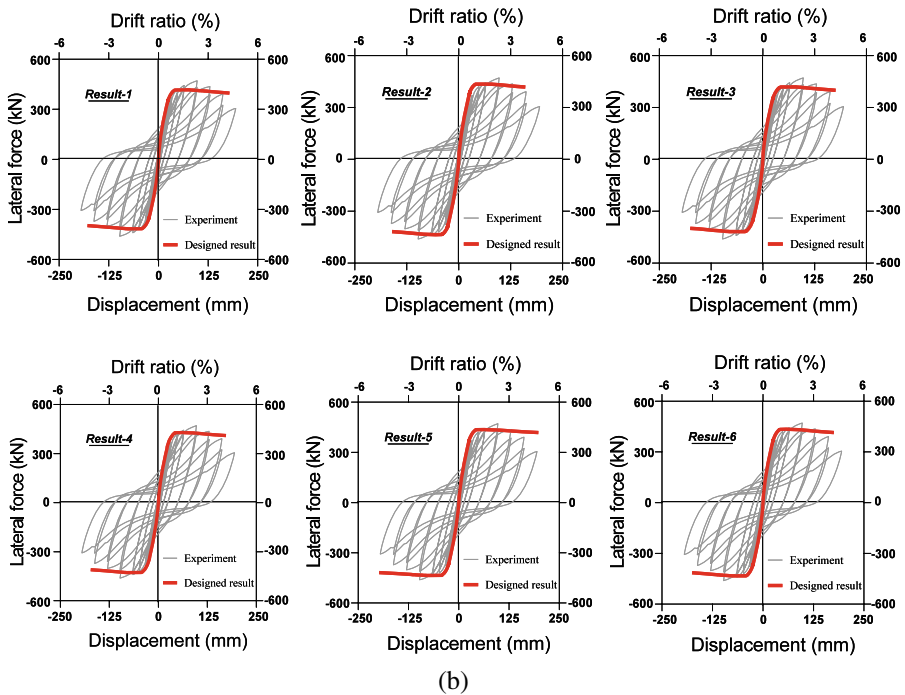 Drift ratio (%)
-6 -3 0 3 6
600 600
300 300
0 0
-300 -300
-600 -600
Lateral force (kN)
Result-1
Experiment
Designed result
-250 -125 0 125 250
Displacement (mm)
Drift ratio (%)
-6 -3 0 3 6
600 600
300 300
0 0
-300 -300
-600 -600
Lateral force (kN)
Result-2
Experiment
Designed result
-250 -125 0 125 250
Displacement (mm)
Drift ratio (%)
-6 -3 0 3 6
600 600
300 300
0 0
-300 -300
-600 -600
Lateral force (kN)
Result-3
Experiment
Designed result
-250 -125 0 125 250
Displacement (mm)
Drift ratio (%)
-6 -3 0 3 6
600 600
300 300
0 0
-300 -300
-600 -600
Lateral force (kN)
Result-4
Experiment
Designed result
-250 -125 0 125 250
Displacement (mm)
Drift ratio (%)
-6 -3 0 3 6
600 600
300 300
0 0
-300 -300
-600 -600
Lateral force (kN)
Result-5
Experiment
Designed result
-250 -125 0 125 250
Displacement (mm)
Drift ratio (%)
-6 -3 0 3 6
600 600
300 300
0 0
-300 -300
-600 -600
Lateral force (kN)
Result-6
Experiment
Designed result
-250 -125 0 125 250
Displacement (mm)
(b)